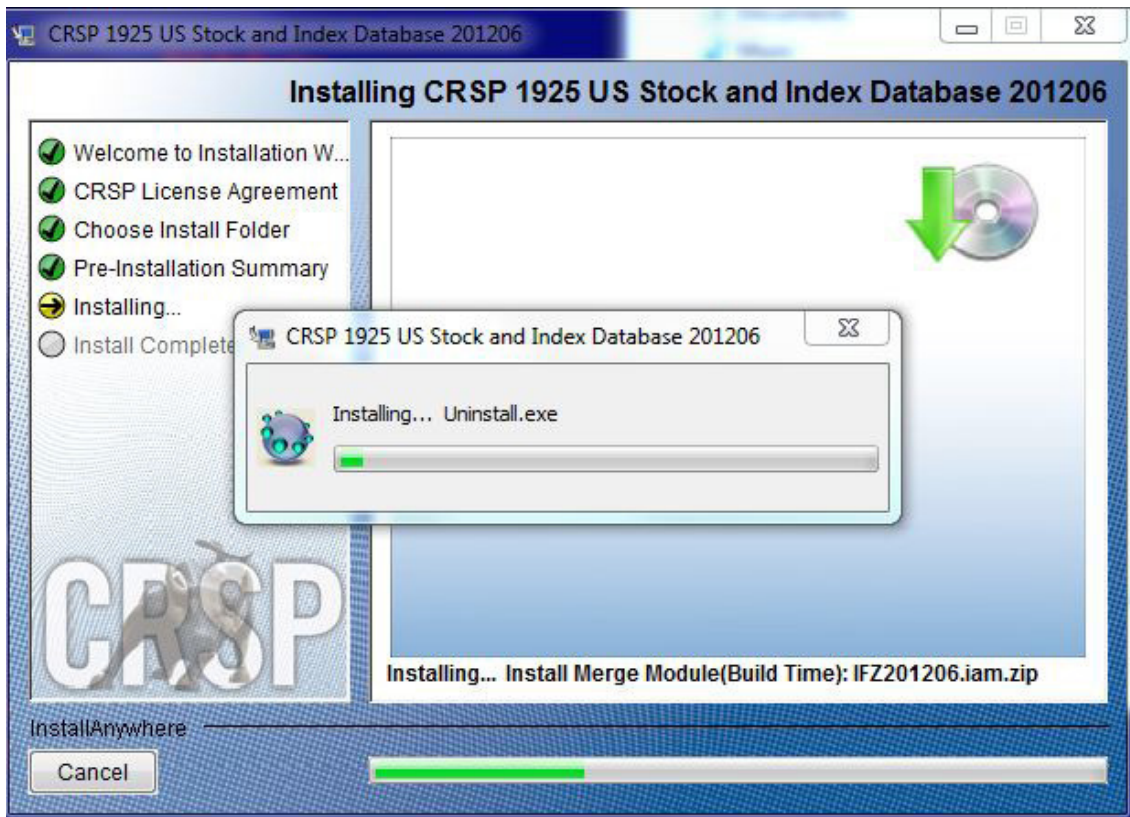 CRSP 1925 US Stock and Index Database 201206
Installing CRSP 1925 US Stock and Index Database 201206
Welcome to Installation W...
CRSP License Agreement
Choose Install Folder
Pre-Installation Summary
Installing...
Install Complete
CRSP 1925 US Stock and Index Database 201206
Installing... Uninstall.exe
CRSP
Installing... Install Merge Module(Build Time): IFZ201206.iam.zip
InstallAnywhere
Cancel